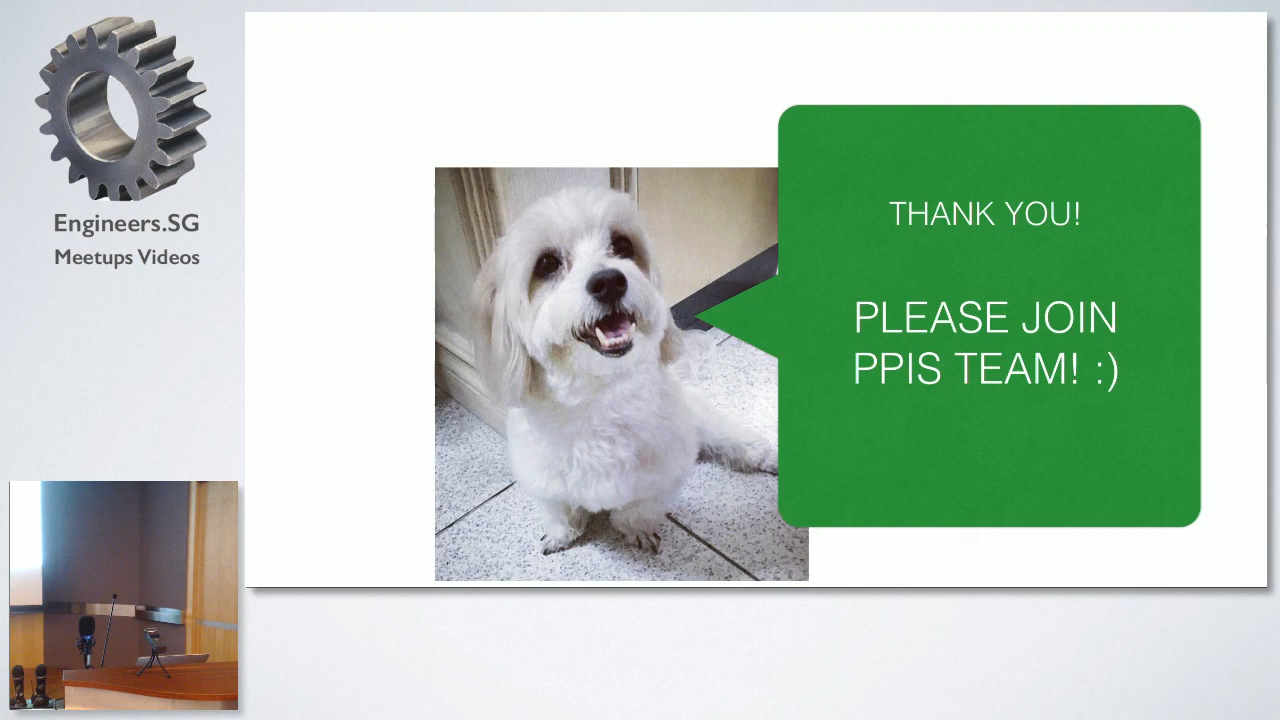 Engineers.SG
Meetups Videos
THANK YOU!
PLEASE JOIN
PPIS TEAM! :)